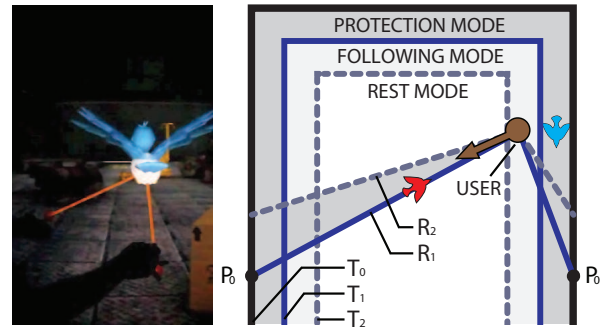 PROTECTION MODE
FOLLOWING MODE
REST MODE
USER
R2
R1
P0
P0
T0
T1
T2